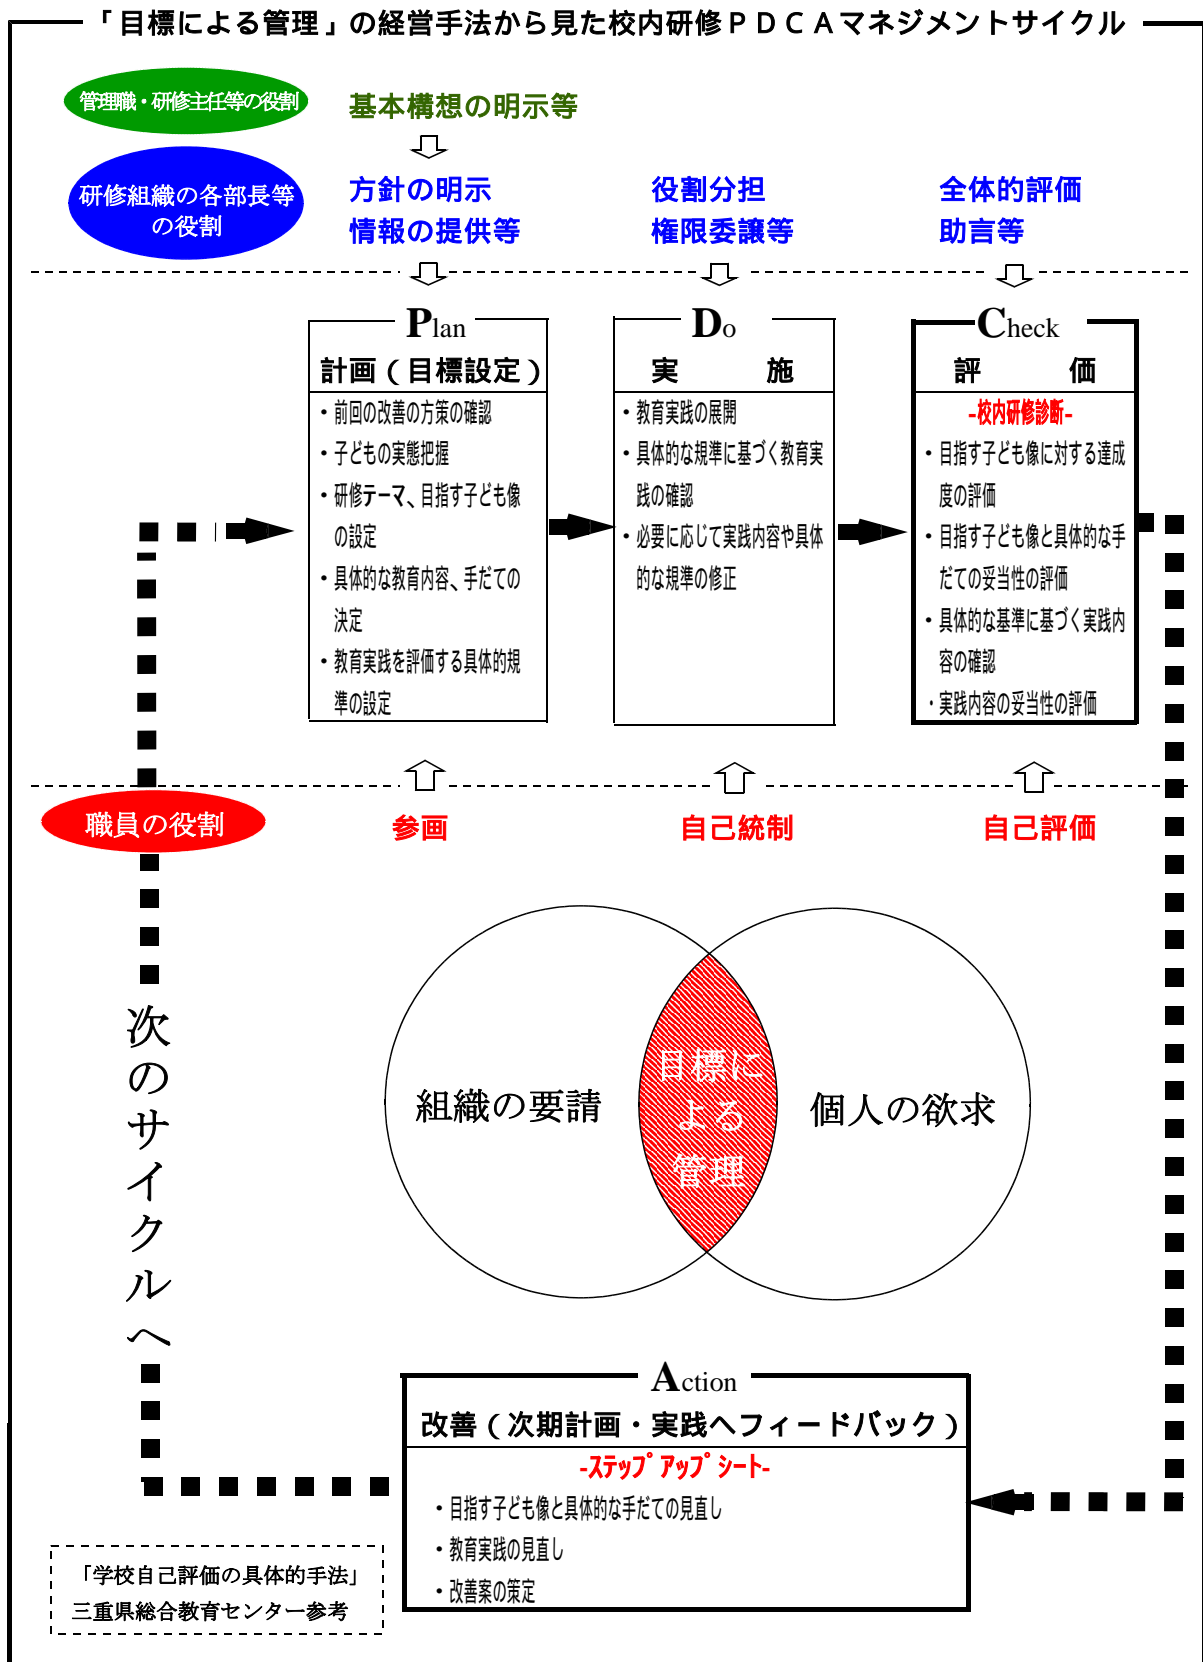 「目標による管理」の経営手法から見た校内研修ＰＤＣＡマネジメントサイクル
管理職・研修主任等の役割
基本構想の明示等
研修組織の各部長等
の役割
方針の明示
情報の提供等
役割分担
権限委譲等
全体的評価
助言等
Plan
計画（目標設定）
・前回の改善の方策の確認
・子どもの実態把握
・研修テーマ、目指す子ども像
の設定
・具体的な教育内容、手だての
決定
・教育実践を評価する具体的規
準の設定
Do
実　　　施
・教育実践の展開
・具体的な規準に基づく教育実
践の確認
・必要に応じて実践内容や具体
的な規準の修正
Check
評　　　価
-校内研修診断-
・目指す子ども像に対する達成
度の評価
・目指す子ども像と具体的な手
だての妥当性の評価
・具体的な基準に基づく実践内
容の確認
・実践内容の妥当性の評価
職員の役割
参画
自己統制
自己評価
次のサイクルへ
組織の要請
目標に
よる
管理
個人の欲求
Action
改善（次期計画・実践へフィードバック）
-ステップアップシート-
・目指す子ども像と具体的な手だての見直し
・教育実践の見直し
・改善案の策定
「学校自己評価の具体的手法」
三重県総合教育センター参考